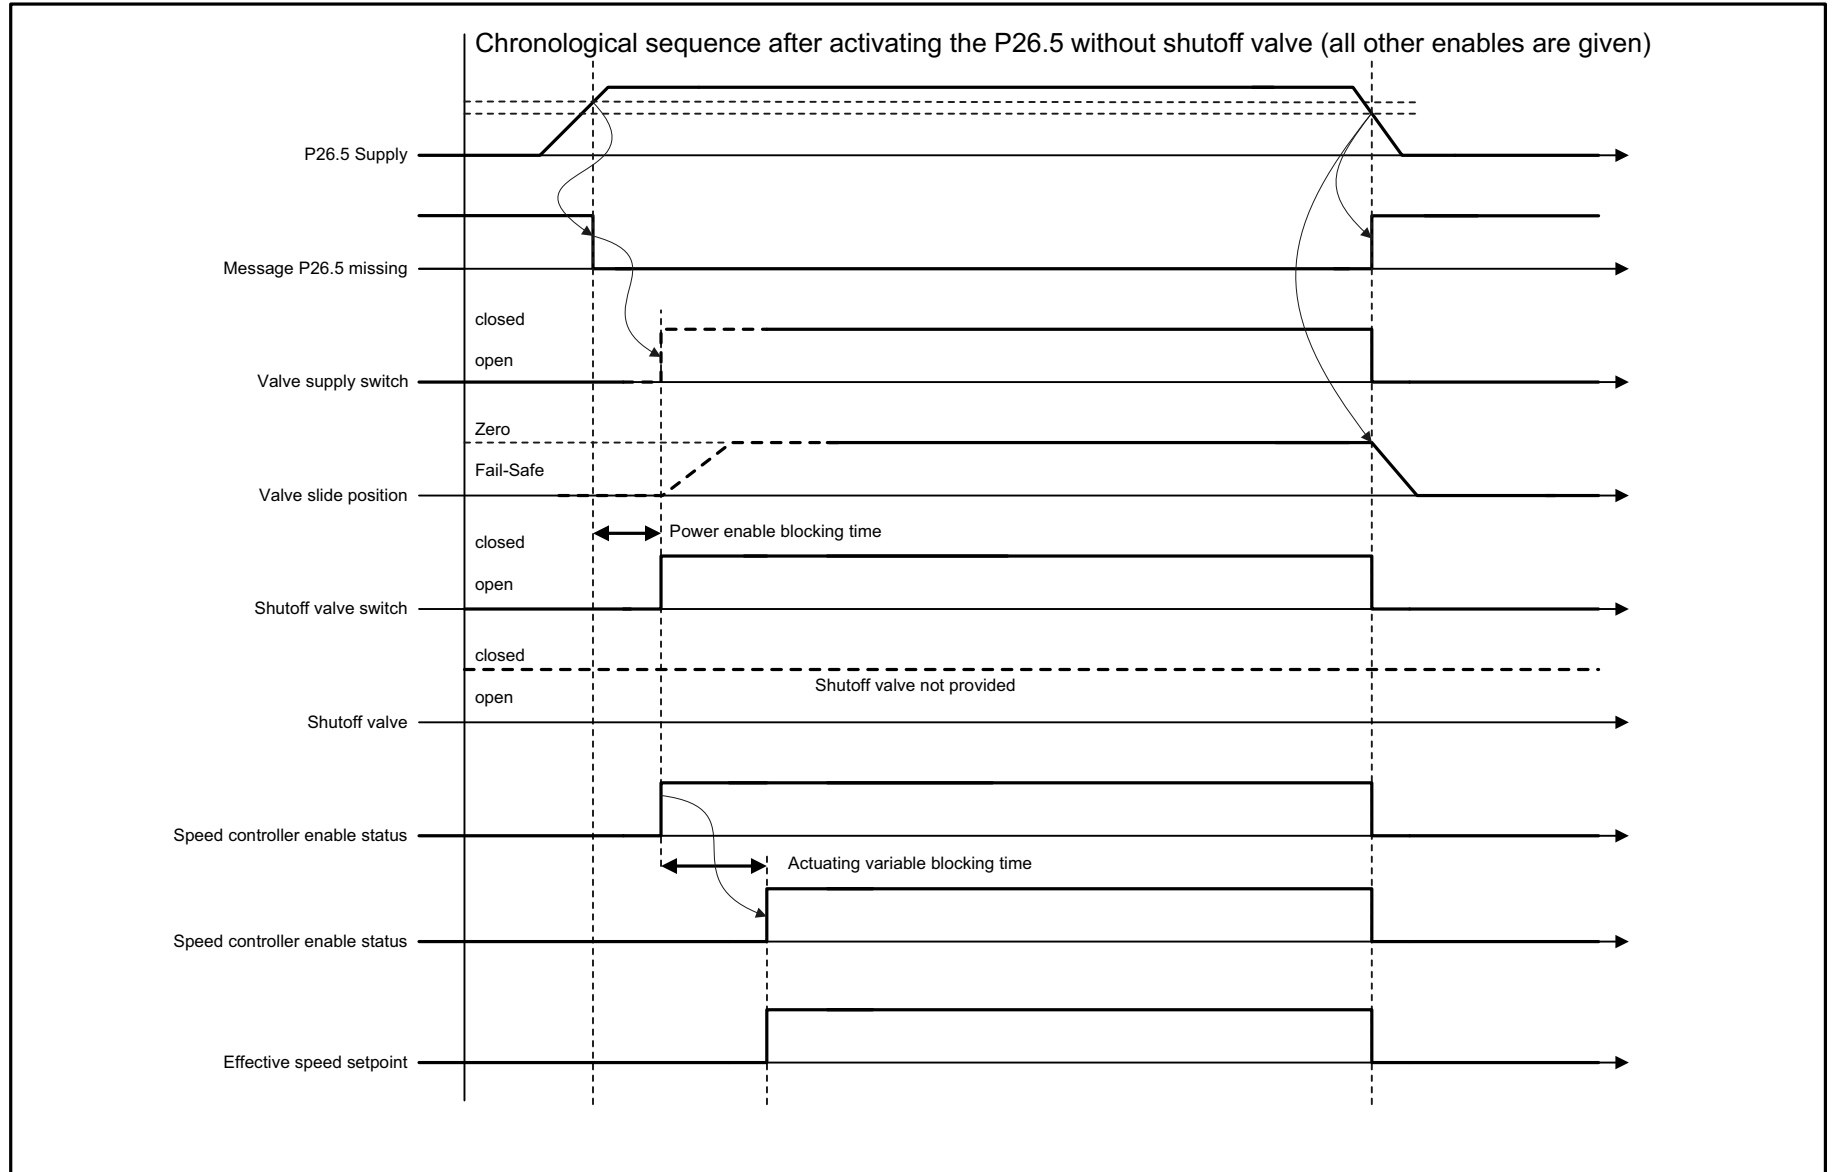 Chronological sequence after activating the P26.5 without shutoff valve (all other enables are given)
P26.5 Supply
Message P26.5 missing
closed
open
Valve supply switch
Zero
Fail-Safe
Valve slide position
Power enable blocking time
closed
open
Shutoff valve switch
closed
Shutoff valve not provided
open
Shutoff valve
Speed controller enable status
Actuating variable blocking time
Speed controller enable status
Effective speed setpoint